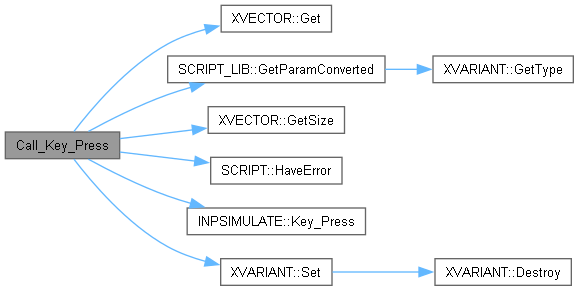 XVECTOR::Get
SCRIPT_LIB::GetParamConverted
XVARIANT::GetType
XVECTOR::GetSize
Call_Key_Press
SCRIPT::HaveError
INPSIMULATE::Key_Press
XVARIANT::Set
XVARIANT::Destroy